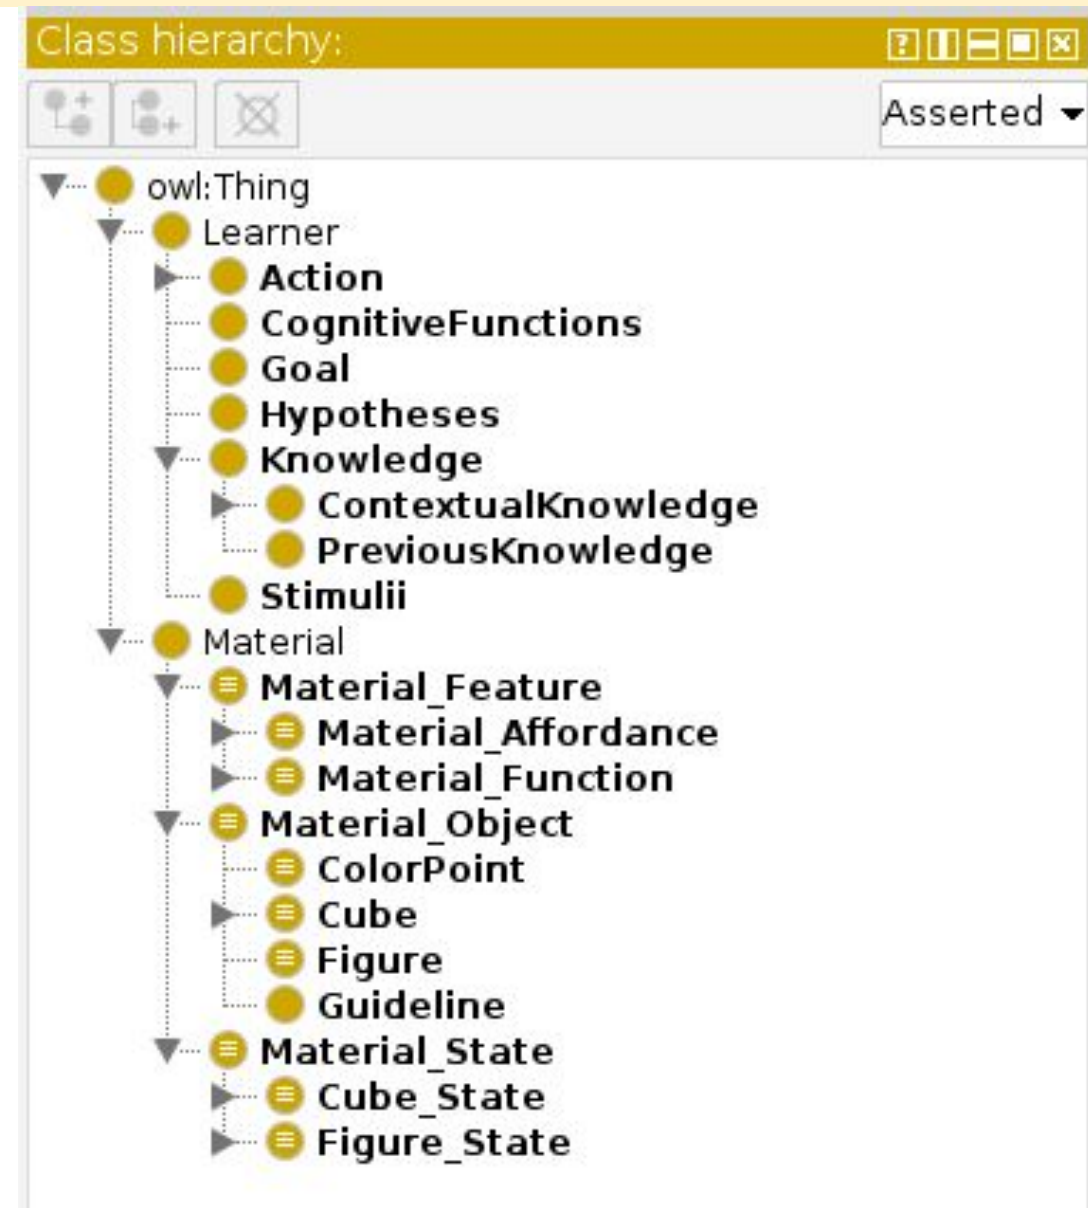 Class hierarchy:
Asserted
owl:Thing
Learner
Action
CognitiveFunctions
Goal
Hypotheses
Knowledge
ContextualKnowledge
PreviousKnowledge
Stimulii
Material
Material_Feature
Material_Affordance
Material_Function
Material_Object
ColorPoint
Cube
Figure
Guideline
Material_State
Cube_State
Figure_State